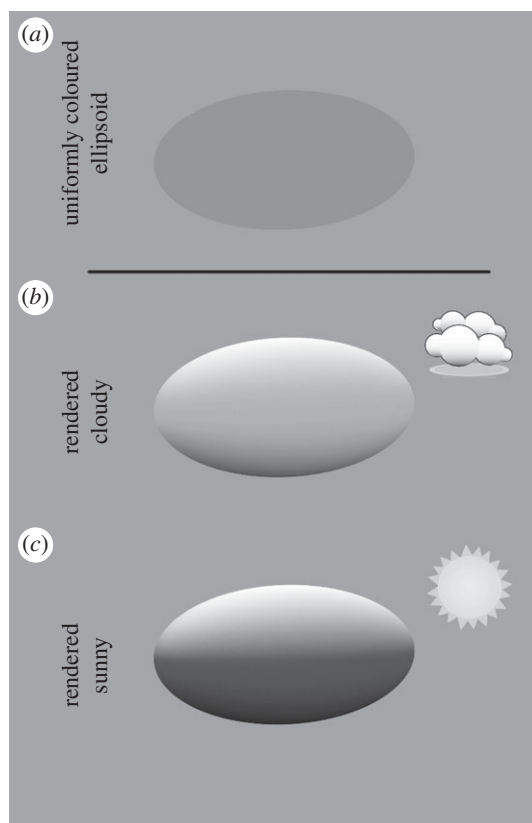 (a)
uniformly coloured
ellipsoid
(b)
rendered
cloudy
(c)
rendered
sunny